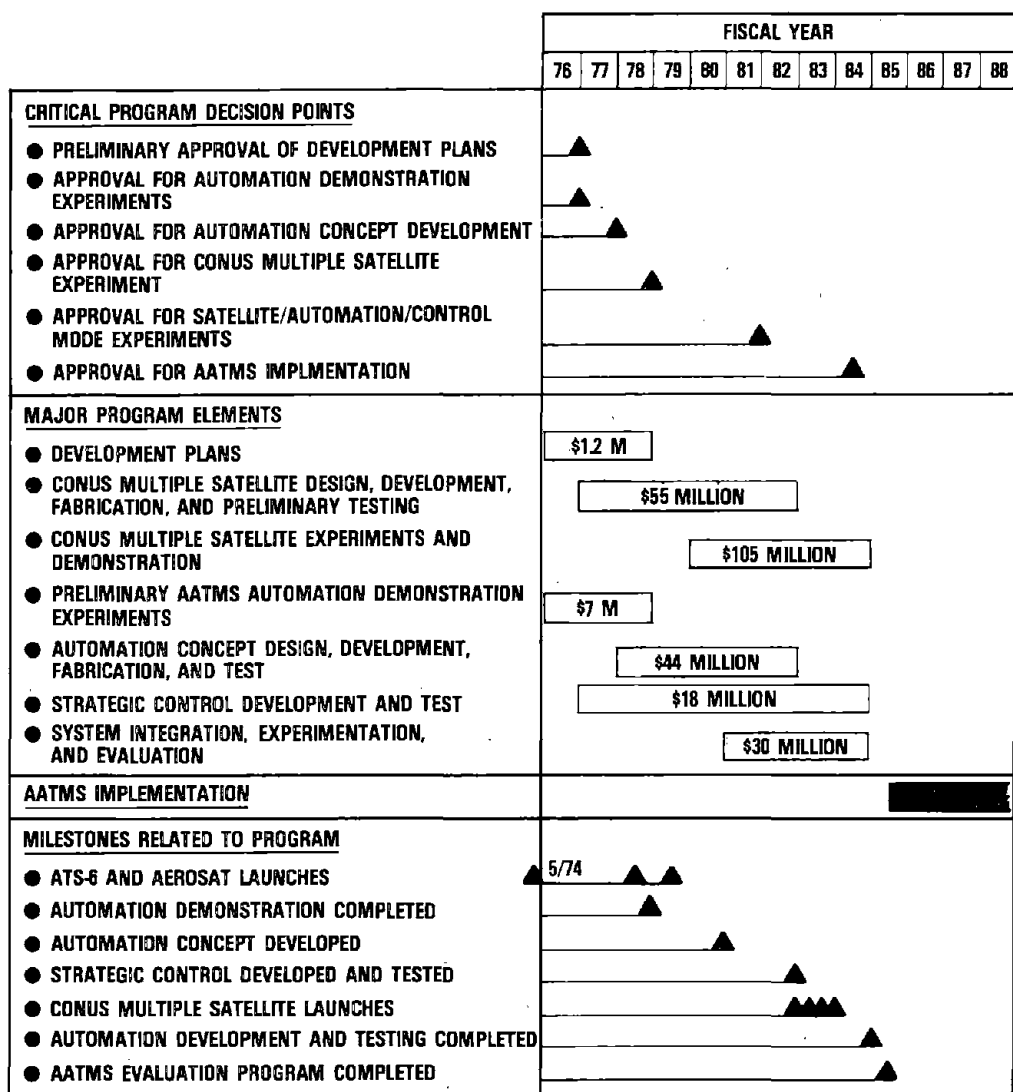 FISCAL YEAR
76 77 78 79 80 81 82 83 84 85 86 87 88
CRITICAL PROGRAM DECISION POINTS
● PRELIMINARY APPROVAL OF DEVELOPMENT PLANS
● APPROVAL FOR AUTOMATION DEMONSTRATION
EXPERIMENTS
● APPROVAL FOR AUTOMATION CONCEPT DEVELOPMENT
● APPROVAL FOR CONUS MULTIPLE SATELLITE
EXPERIMENT
● APPROVAL FOR SATELLITE/AUTOMATION/CONTROL
MODE EXPERIMENTS
● APPROVAL FOR AATMS IMPLMENTATION
MAJOR PROGRAM ELEMENTS
● DEVELOPMENT PLANS
$1.2 M
● CONUS MULTIPLE SATELLITE DESIGN, DEVELOPMENT,
FABRICATION, AND PRELIMINARY TESTING
$55 MILLION
● CONUS MULTIPLE SATELLITE EXPERIMENTS AND
DEMONSTRATION
$105 MILLION
● PRELIMINARY AATMS AUTOMATION DEMONSTRATION
EXPERIMENTS
$7 M
● AUTOMATION CONCEPT DESIGN, DEVELOPMENT,
FABRICATION, AND TEST
$44 MILLION
● STRATEGIC CONTROL DEVELOPMENT AND TEST
$18 MILLION
● SYSTEM INTEGRATION, EXPERIMENTATION,
AND EVALUATION
$30 MILLION
AATMS IMPLEMENTATION
MILESTONES RELATED TO PROGRAM
● ATS-6 AND AEROSAT LAUNCHES
5/74
● AUTOMATION DEMONSTRATION COMPLETED
● AUTOMATION CONCEPT DEVELOPED
● STRATEGIC CONTROL DEVELOPED AND TESTED
● CONUS MULTIPLE SATELLITE LAUNCHES
● AUTOMATION DEVELOPMENT AND TESTING COMPLETED
● AATMS EVALUATION PROGRAM COMPLETED